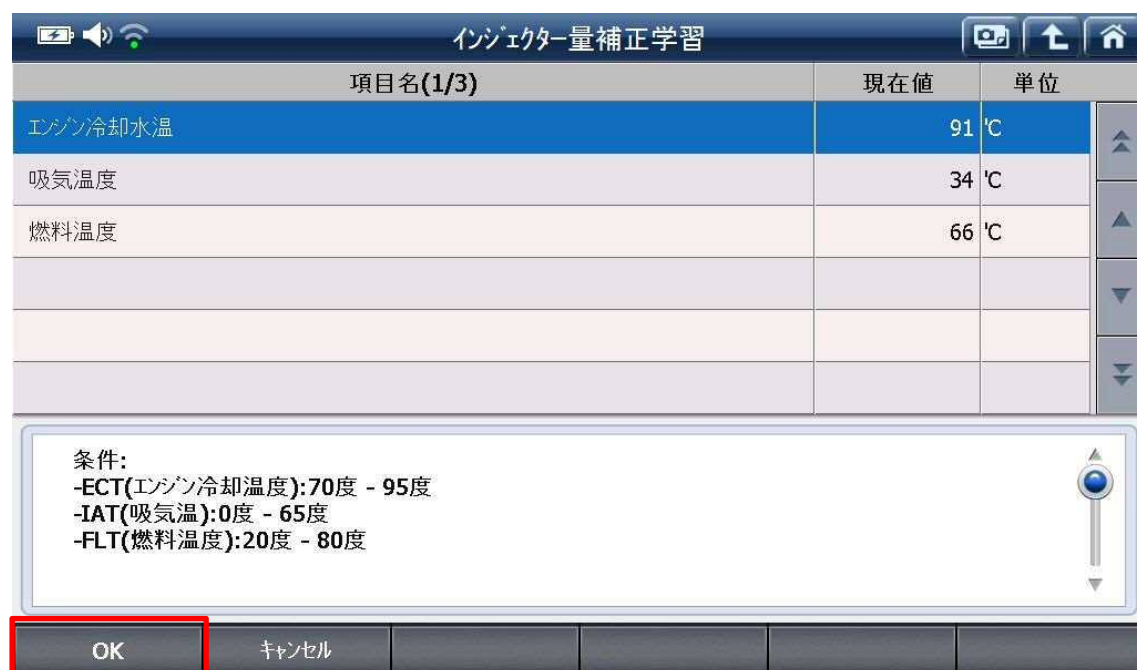 インジェクター量補正学習
項目名(1/3) 現在値 単位
エンジン冷却水温 91 ℃
吸気温度 34 ℃
燃料温度 66 ℃
条件:
-ECT(エンジン冷却温度):70度 - 95度
-IAT(吸気温):0度 - 65度
-FLT(燃料温度):20度 - 80度
OK キャンセル